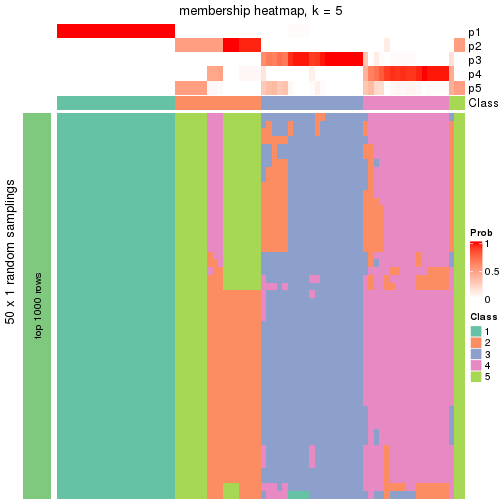 membership heatmap, k = 5
p1
p2
p3
p4
p5
Class
50 x 1 random samplings
top 1000 rows
Prob
1
0.5
0
Class
1
2
3
4
5